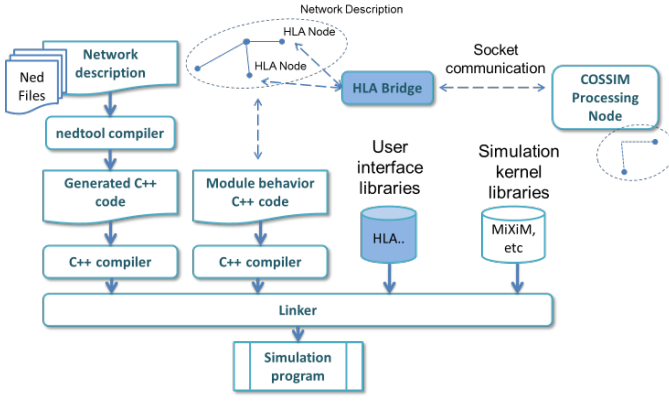 Network Description
HLA Node
HLA Node
Ned
Files
Network
description
HLA Bridge
Socket
communication
COSSIM
Processing
Node
nedtool compiler
Generated C++
code
Module behavior
C++ code
User
interface
libraries
Simulation
kernel
libraries
HLA..
MiXiM,
etc
C++ compiler
C++ compiler
Linker
Simulation
program